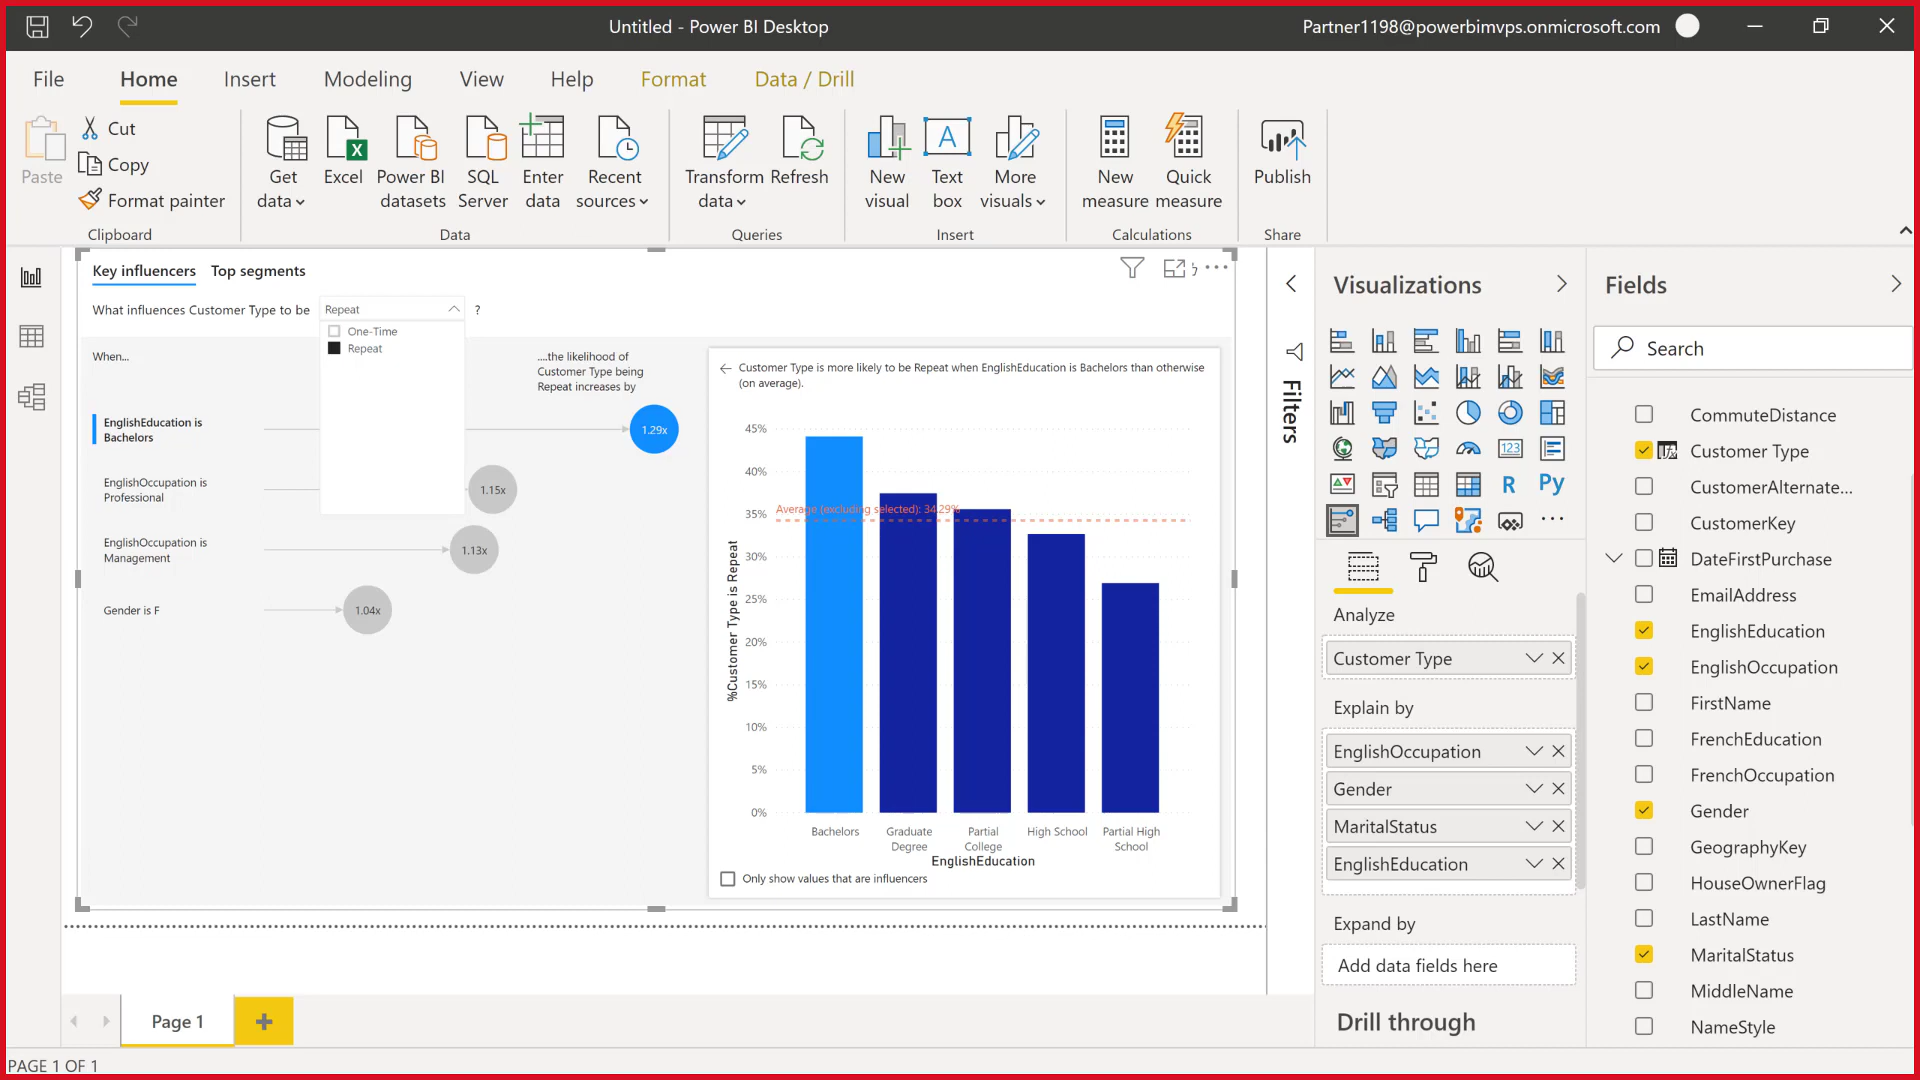 Untitled - Power BI Desktop
Partner1198@powerbimvps.onmicrosoft.com
File
Home
Insert
Modeling
View
Help
Format
Data / Drill
Paste
Cut
Copy
Format painter
Clipboard
Get data
Excel
Power BI datasets
SQL Server
Enter data
Recent sources
Data
Transform data
Refresh
Queries
New visual
Text box
More visuals
Insert
New measure
Quick measure
Calculations
Publish
Share
Key influencers
Top segments
What influences Customer Type to be
Repeat
?
One-Time
Repeat
When...
....the likelihood of
Customer Type being
Repeat increases by
EnglishEducation is
Bachelors
1.29x
EnglishOccupation is
Professional
1.15x
EnglishOccupation is
Management
1.13x
Gender is F
1.04x
Customer Type is more likely to be Repeat when EnglishEducation is Bachelors than otherwise
(on average).
45%
40%
35%
30%
25%
20%
15%
10%
5%
0%
Average (excluding selected): 34.29%
%Customer Type is Repeat
Bachelors
Graduate Degree
Partial College
High School
Partial High School
EnglishEducation
Only show values that are influencers
Filters
Visualizations
123
R
Py
Analyze
Customer Type
Explain by
EnglishOccupation
Gender
MaritalStatus
EnglishEducation
Expand by
Add data fields here
Drill through
Fields
Search
CommuteDistance
Customer Type
CustomerAlternate...
CustomerKey
DateFirstPurchase
EmailAddress
EnglishEducation
EnglishOccupation
FirstName
FrenchEducation
FrenchOccupation
Gender
GeographyKey
HouseOwnerFlag
LastName
MaritalStatus
MiddleName
NameStyle
Page 1
PAGE 1 OF 1